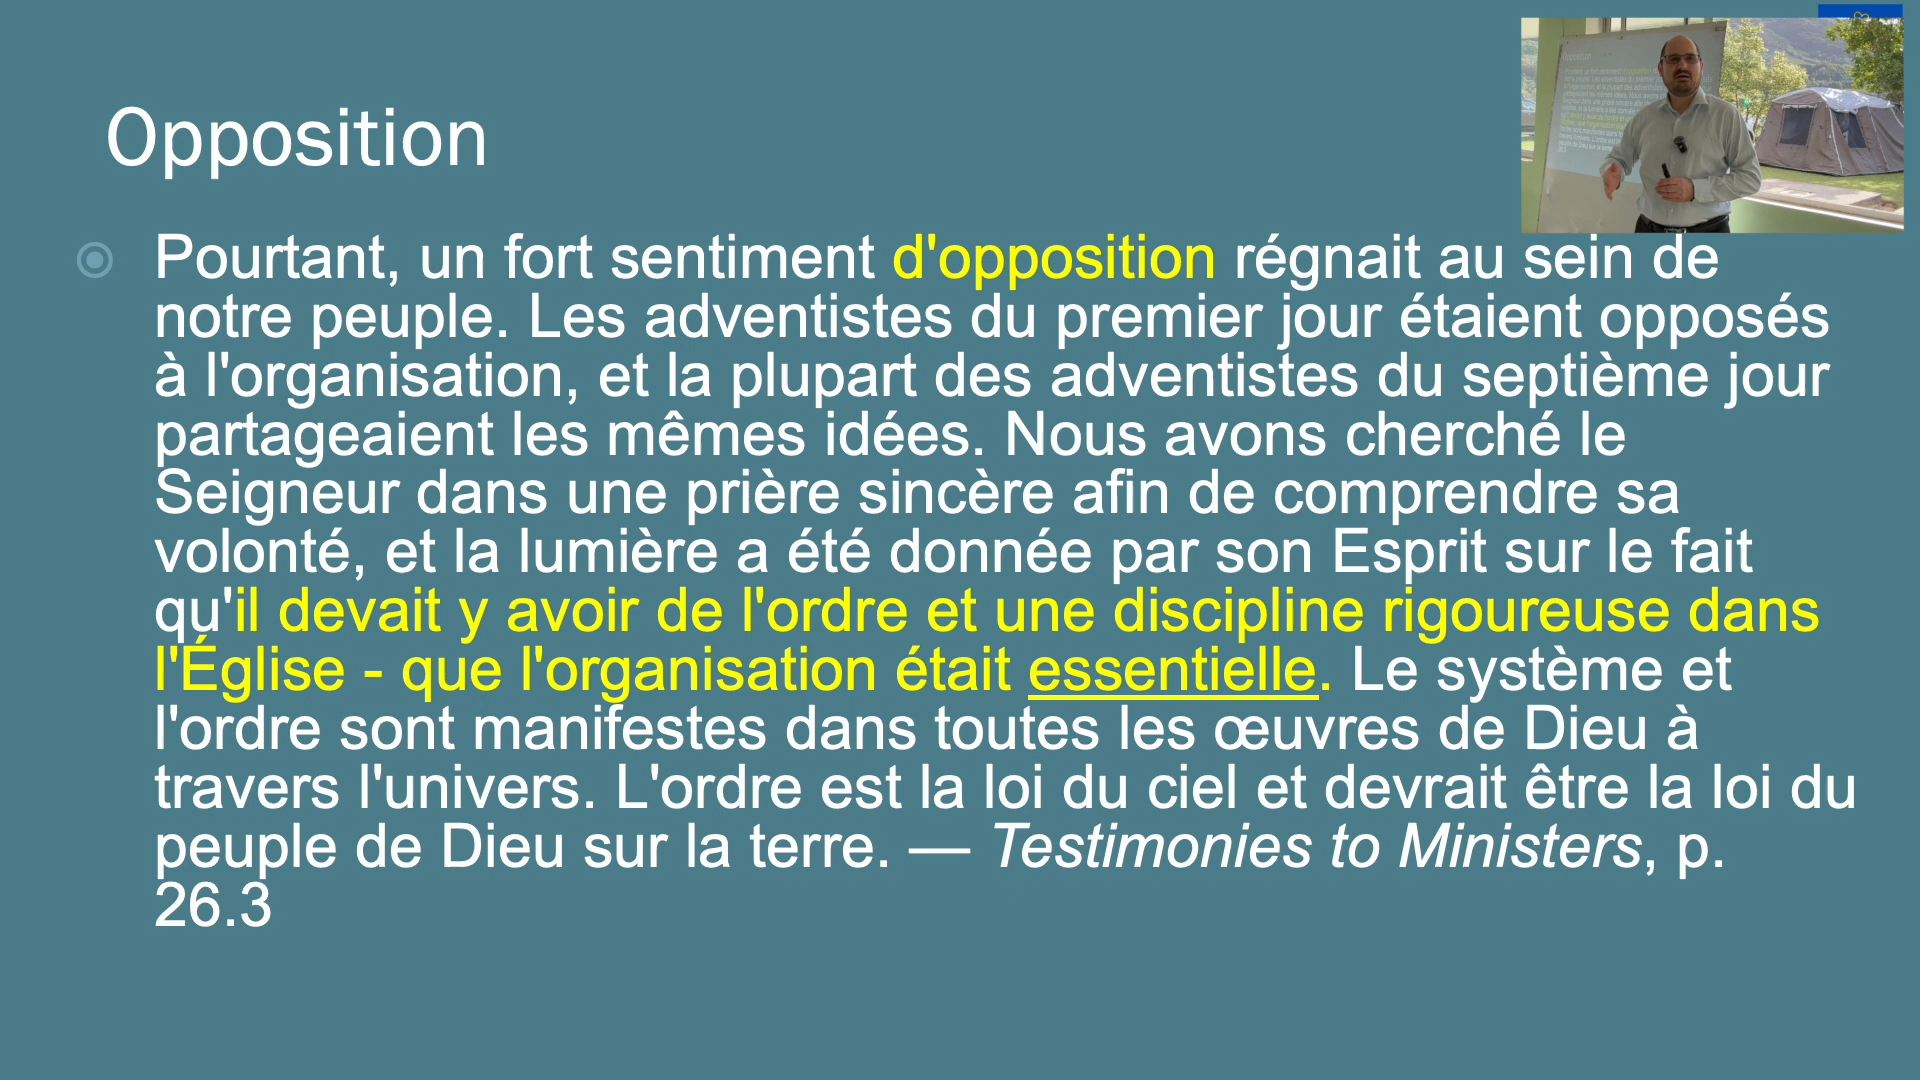 Opposition
Pourtant, un fort sentiment d'opposition régnait au sein de
notre peuple. Les adventistes du premier jour étaient opposés
à l'organisation, et la plupart des adventistes du septième jour
partageaient les mêmes idées. Nous avons cherché le
Seigneur dans une prière sincère afin de comprendre sa
volonté, et la lumière a été donnée par son Esprit sur le fait
qu'il devait y avoir de l'ordre et une discipline rigoureuse dans
l'Église - que l'organisation était essentielle. Le système et
l'ordre sont manifestes dans toutes les œuvres de Dieu à
travers l'univers. L'ordre est la loi du ciel et devrait être la loi du
peuple de Dieu sur la terre. — Testimonies to Ministers, p.
26.3